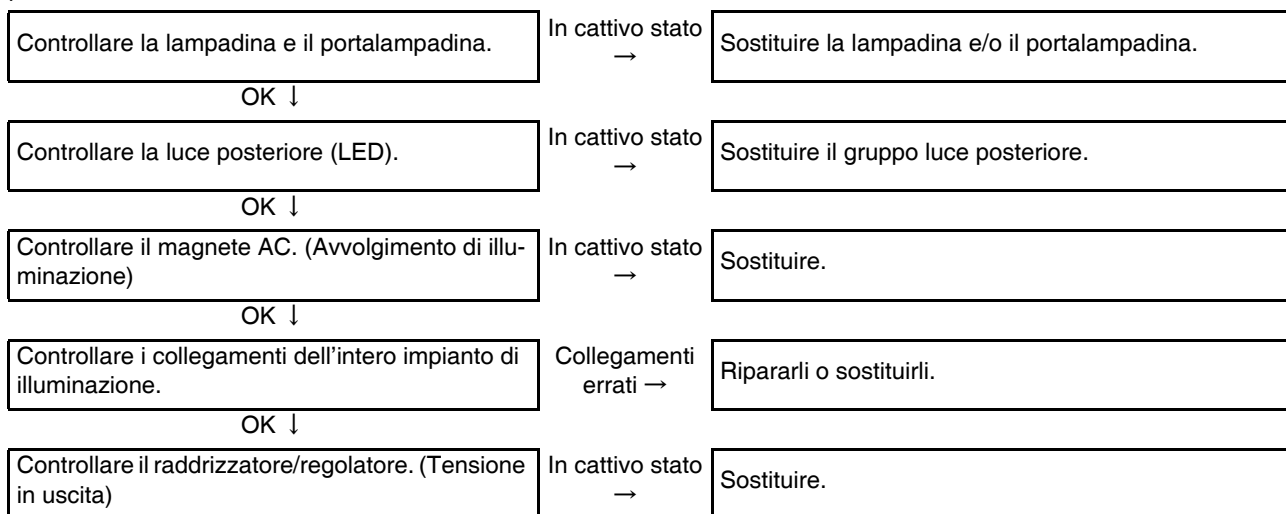 Controllare la lampadina e il portalampadina.
In cattivo stato
→
Sostituire la lampadina e/o il portalampadina.
OK ↓
Controllare la luce posteriore (LED).
In cattivo stato
→
Sostituire il gruppo luce posteriore.
OK ↓
Controllare il magnete AC. (Avvolgimento di illu-
minazione)
In cattivo stato
→
Sostituire.
OK ↓
Controllare i collegamenti dell'intero impianto di
illuminazione.
Collegamenti
errati →
Ripararli o sostituirli.
OK ↓
Controllare il raddrizzatore/regolatore. (Tensione
in uscita)
In cattivo stato
→
Sostituire.